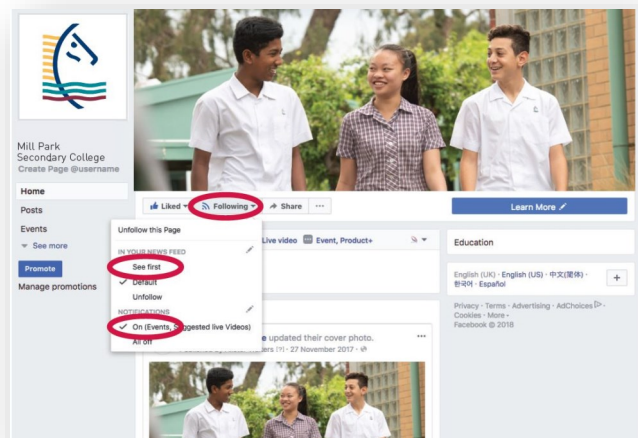 Mill Park
Secondary College
Create Page @username
Home
Posts
Events
See more
Promote
Manage promotions
Liked Following Share ···
Learn More
Unfollow this Page
IN YOUR NEWS FEED
See first
Default
Unfollow
NOTIFICATIONS
On (Events, Suggested live Videos)
All off
Live video Event, Product+
updated their cover photo.
27 November 2017 ·
Education
English (UK) · English (US) · 中文(简体) ·
한국어 · Español
Privacy · Terms · Advertising · AdChoices ·
Cookies · More ·
Facebook © 2018